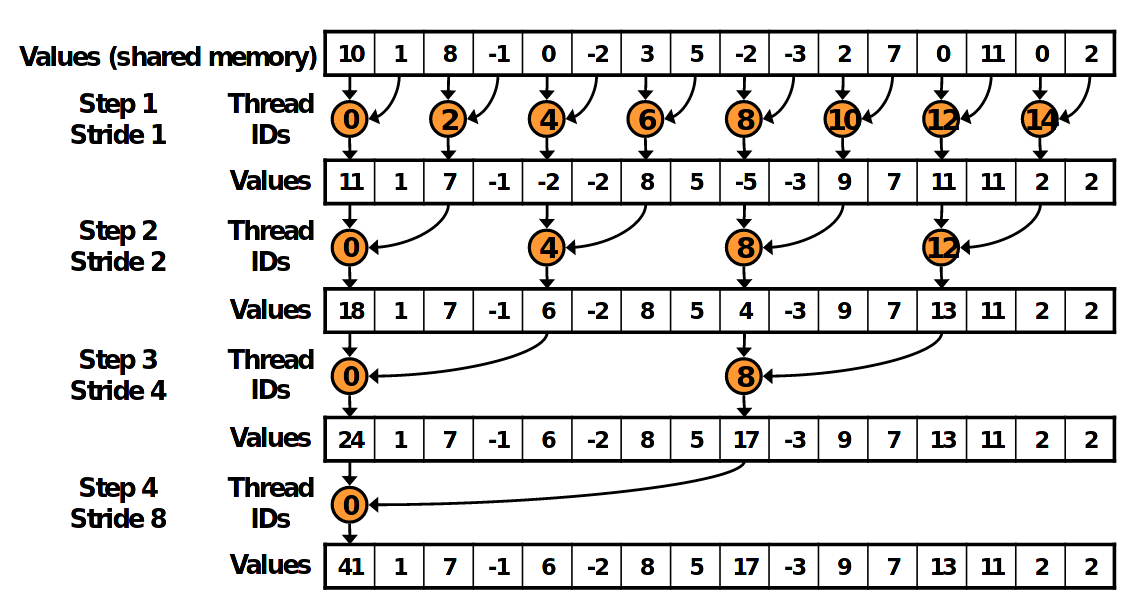 Values (shared memory) 10 1 8 -1 0 -2 3 5 -2 -3 2 7 0 11 0 2
Step 1 Thread
Stride 1 IDs
0 2 4 6 8 10 12 14
Values 11 1 7 -1 -2 -2 8 5 -5 -3 9 7 11 11 2 2
Step 2 Thread
Stride 2 IDs
0 4 8 12
Values 18 1 7 -1 6 -2 8 5 4 -3 9 7 13 11 2 2
Step 3 Thread
Stride 4 IDs
0 8
Values 24 1 7 -1 6 -2 8 5 17 -3 9 7 13 11 2 2
Step 4 Thread
Stride 8 IDs
0
Values 41 1 7 -1 6 -2 8 5 17 -3 9 7 13 11 2 2